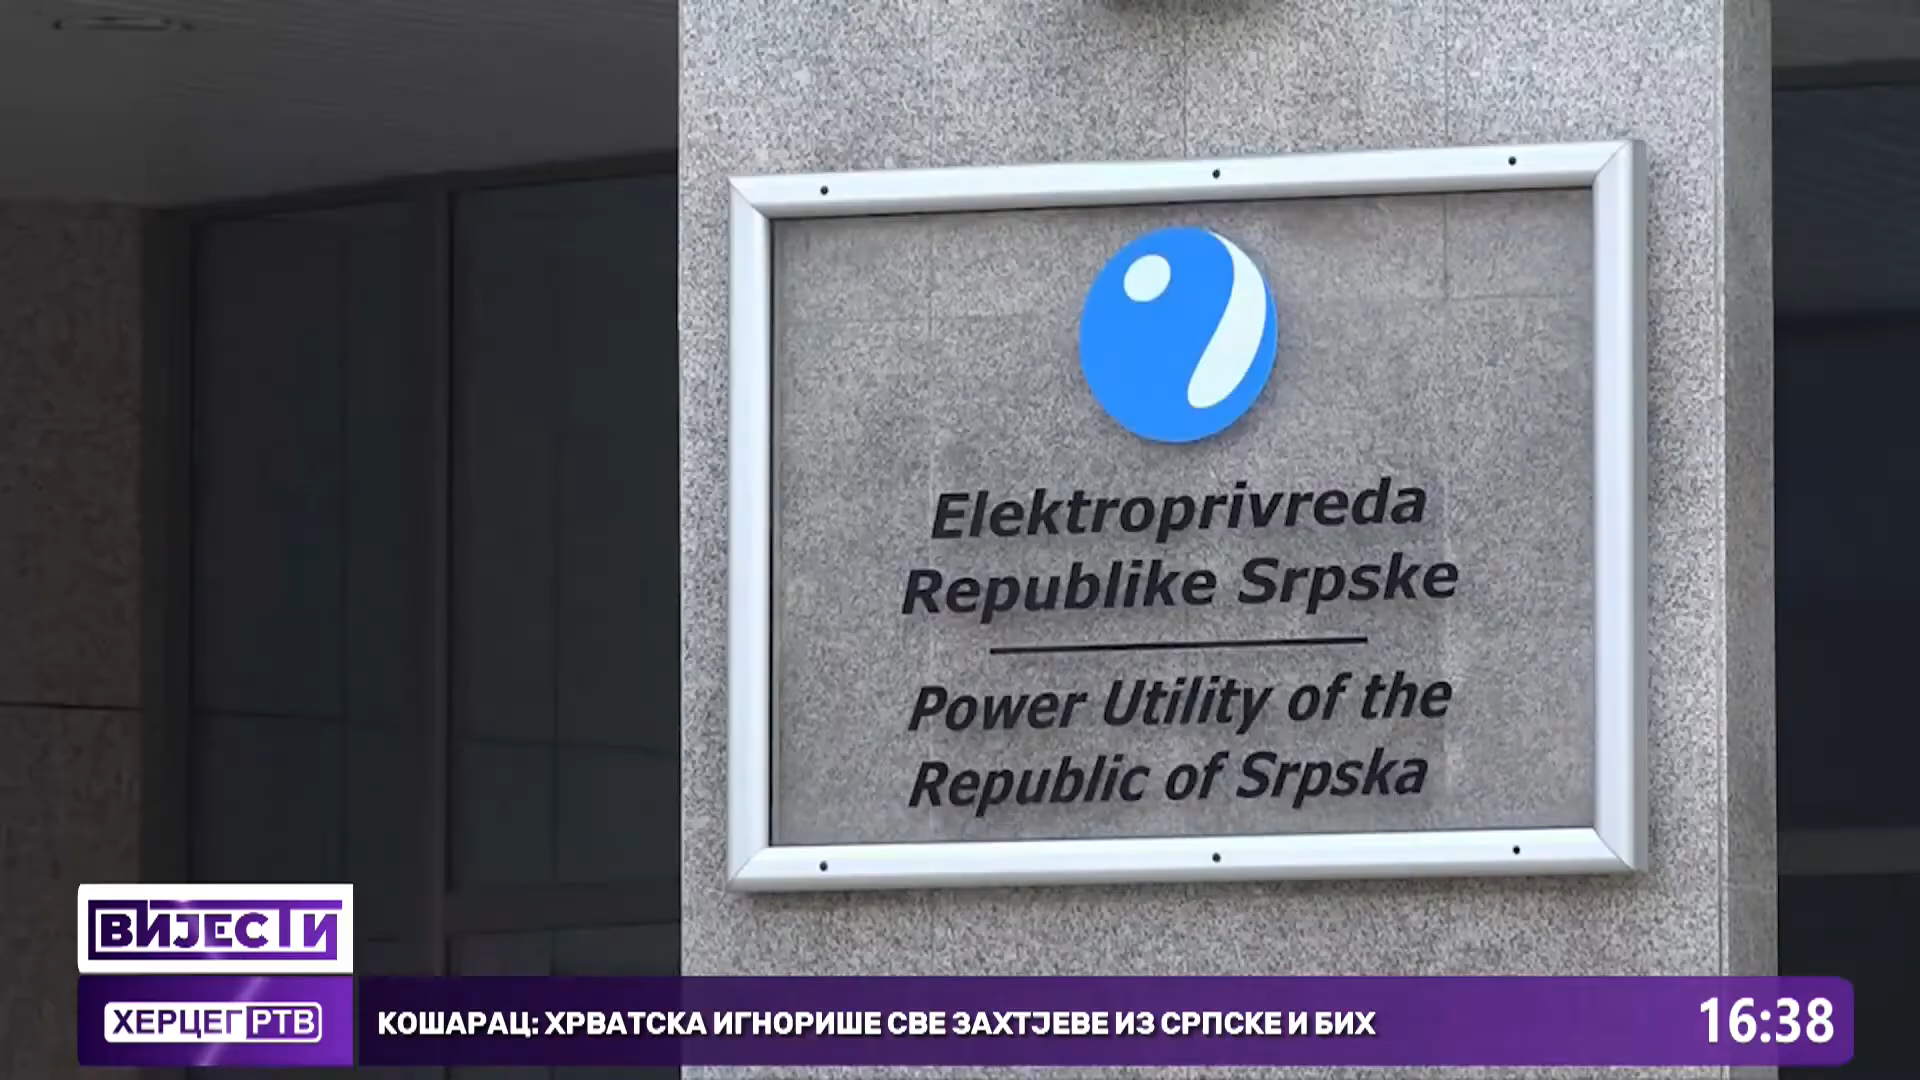 Elektroprivreda
Republike Srpske
Power Utility of the
Republic of Srpska
ВИЈЕСТИ
ХЕРЦЕГ РТВ
КОШАРАЦ: ХРВАТСКА ИГНОРИШЕ СВЕ ЗАХТЈЕВЕ ИЗ СРПСКЕ И БИХ
16:38